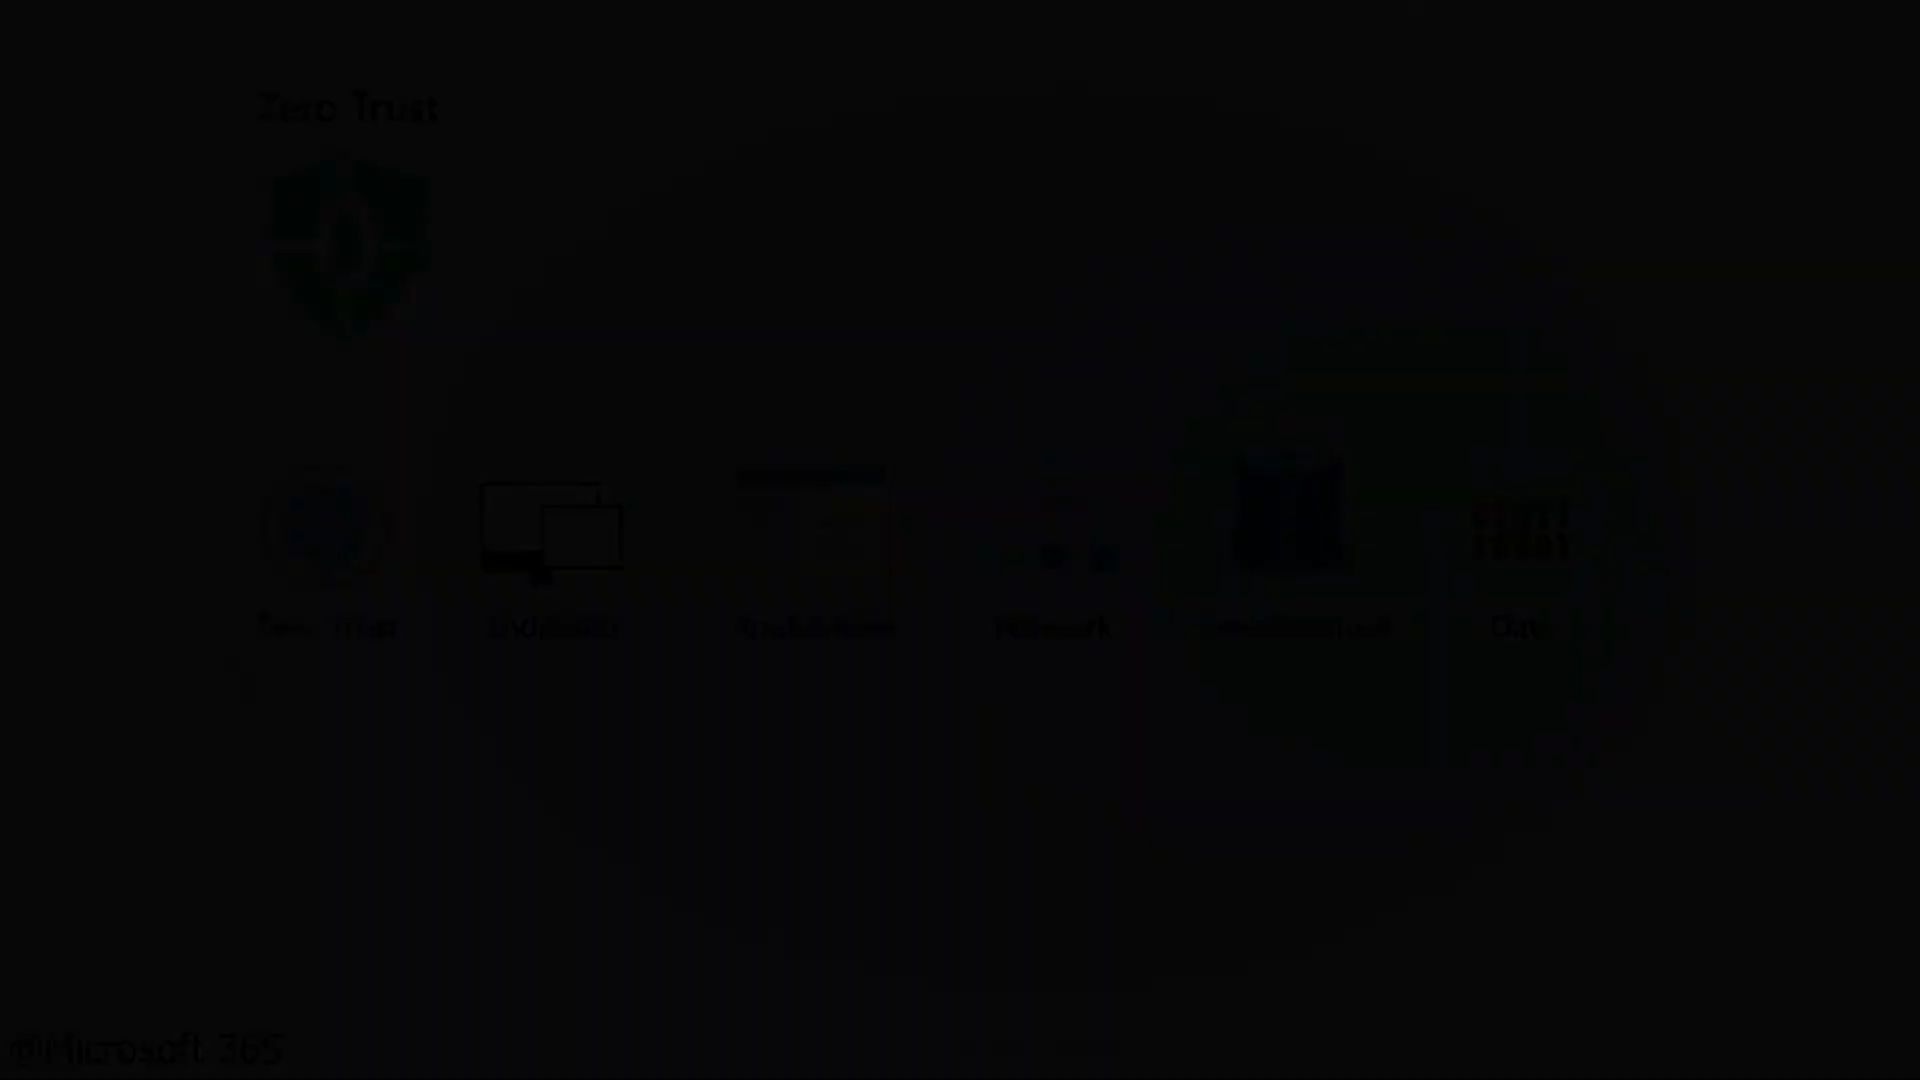 Zero Trust
Zero Trust
Endpoints
Applications
Network
Infrastructure
Data
@Microsoft 365